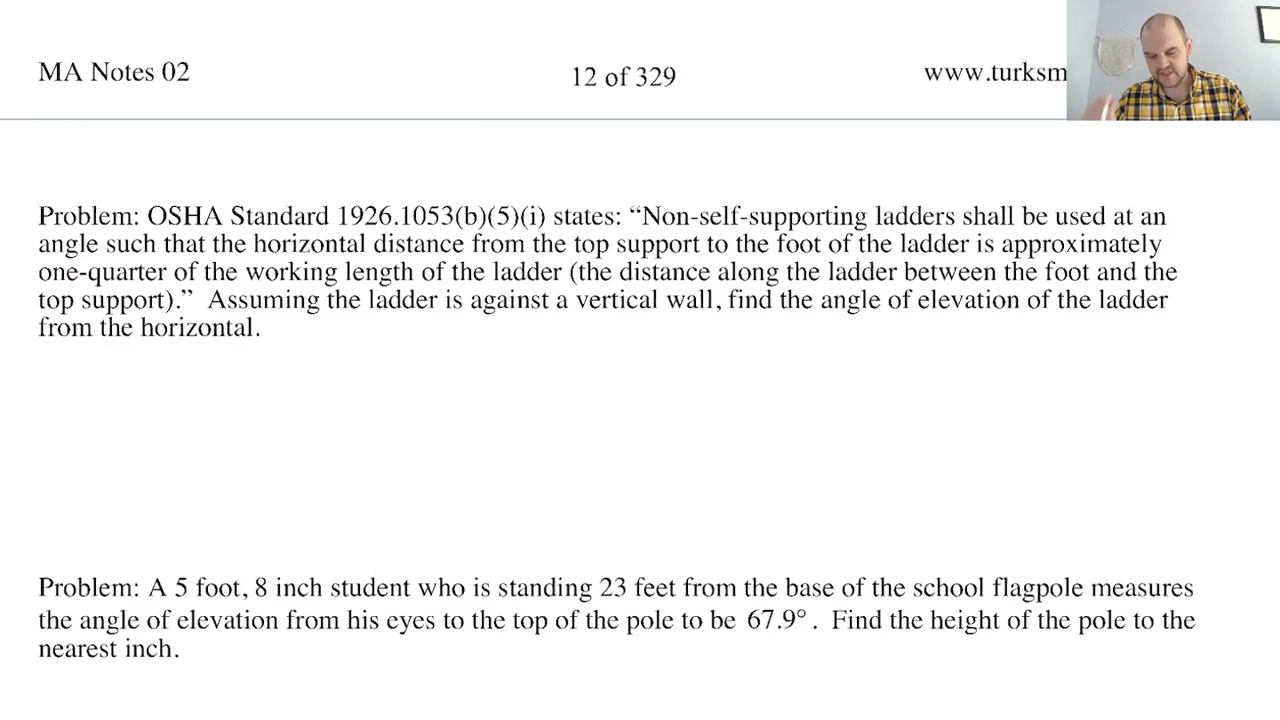 MA Notes 02
12 of 329
www.turksm
Problem: OSHA Standard 1926.1053(b)(5)(i) states: “Non-self-supporting ladders shall be used at an
angle such that the horizontal distance from the top support to the foot of the ladder is approximately
one-quarter of the working length of the ladder (the distance along the ladder between the foot and the
top support).” Assuming the ladder is against a vertical wall, find the angle of elevation of the ladder
from the horizontal.
Problem: A 5 foot, 8 inch student who is standing 23 feet from the base of the school flagpole measures
the angle of elevation from his eyes to the top of the pole to be 67.9° . Find the height of the pole to the
nearest inch.